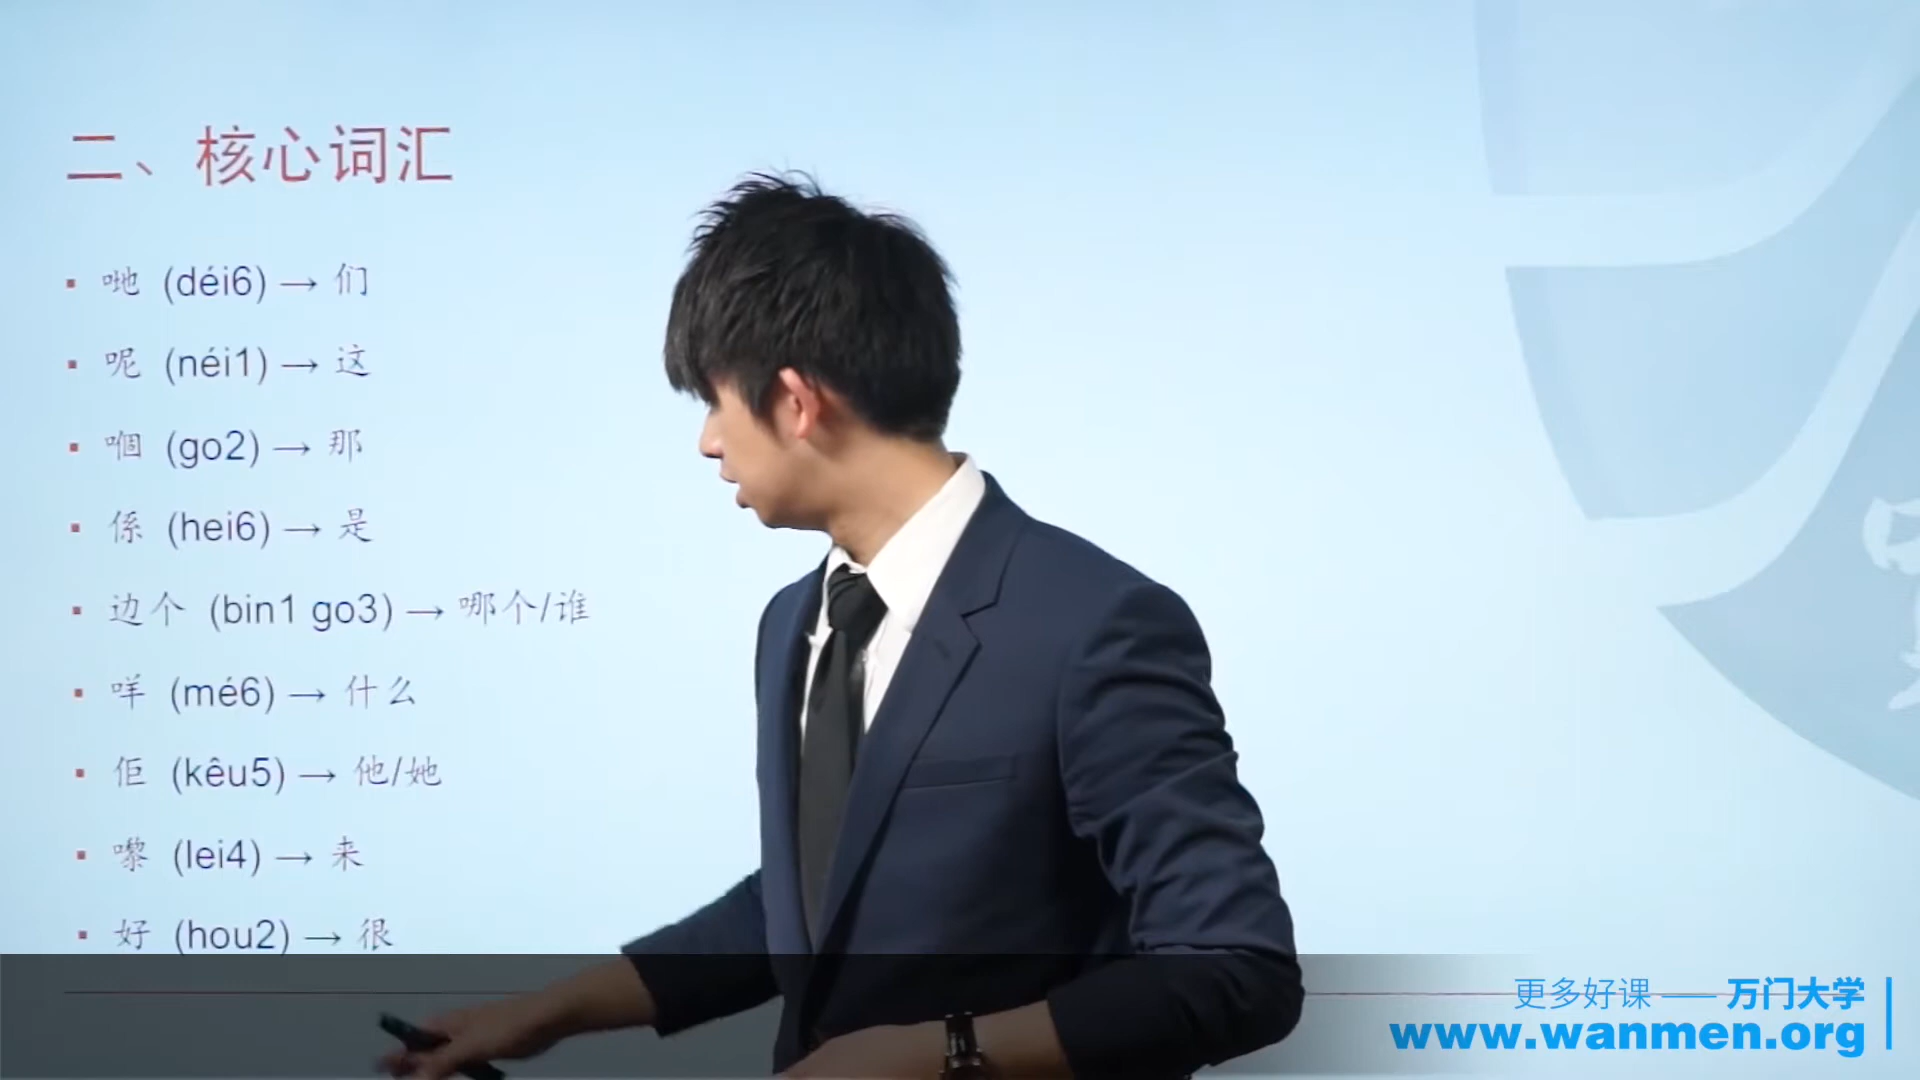 二、核心词汇
▪ 哋 (déi6) → 们
▪ 呢 (néi1) → 这
▪ 嗰 (go2) → 那
▪ 係 (hei6) → 是
▪ 边个 (bin1 go3) → 哪个/谁
▪ 咩 (mé6) → 什么
▪ 佢 (kêu5) → 他/她
▪ 嚟 (lei4) → 来
▪ 好 (hou2) → 很
更多好课 —— 万门大学
www.wanmen.org